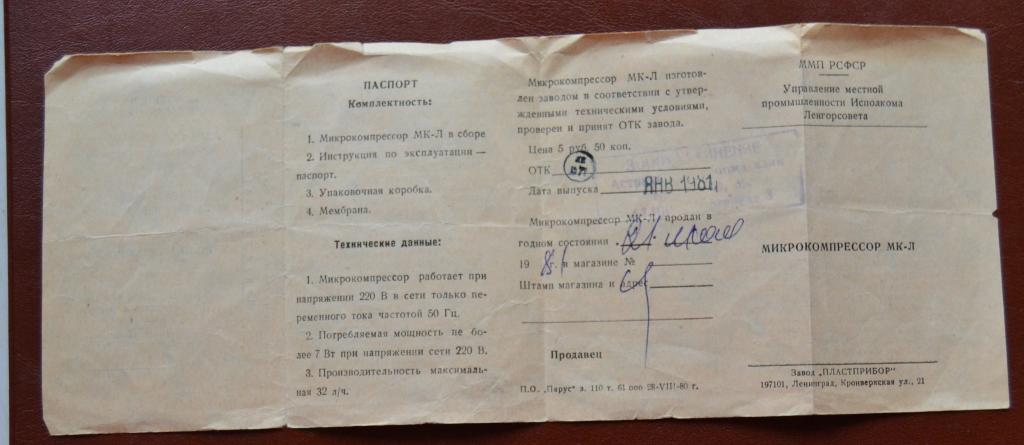 ПАСПОРТ
Комплектность:
1. Микрокомпрессор МК-Л в сборе
2. Инструкция по эксплуатации —
паспорт.
3. Упаковочная коробка.
4. Мембрана.
Технические данные:
1. Микрокомпрессор работает при
напряжении 220 В в сети только пе-
ременного тока частотой 50 Гц.
2. Потребляемая мощность не бо-
лее 7 Вт при напряжении сети 220 В.
3. Производительность максималь-
ная 32 л/ч.
Микрокомпрессор МК-Л изготов-
лен заводом в соответствии с утвер-
жденными техническими условиями,
проверен и принят ОТК завода.
Цена 5 руб. 50 коп.
ОТК
Дата выпуска ЯНВ 1981
Микрокомпрессор МК-Л продан в
годном состоянии
19 81 г. в магазине №
Штамп магазина и адрес
Продавец
П.О. „Парус" з. 110 т. 61 000 28-VIII-80 г.
ММП РСФСР
Управление местной
промышленности Исполкома
Ленгорсовета
МИКРОКОМПРЕССОР МК-Л
Завод „ПЛАСТПРИБОР"
197101, Ленинград, Кронверкская ул., 21